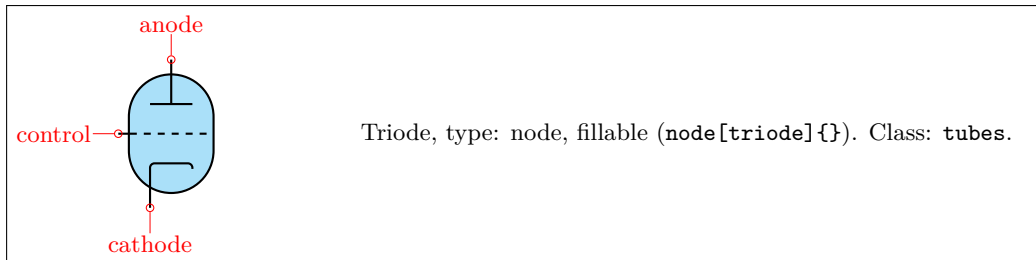 anode
control
Triode, type: node, fillable (node[triode]{}). Class: tubes.
cathode